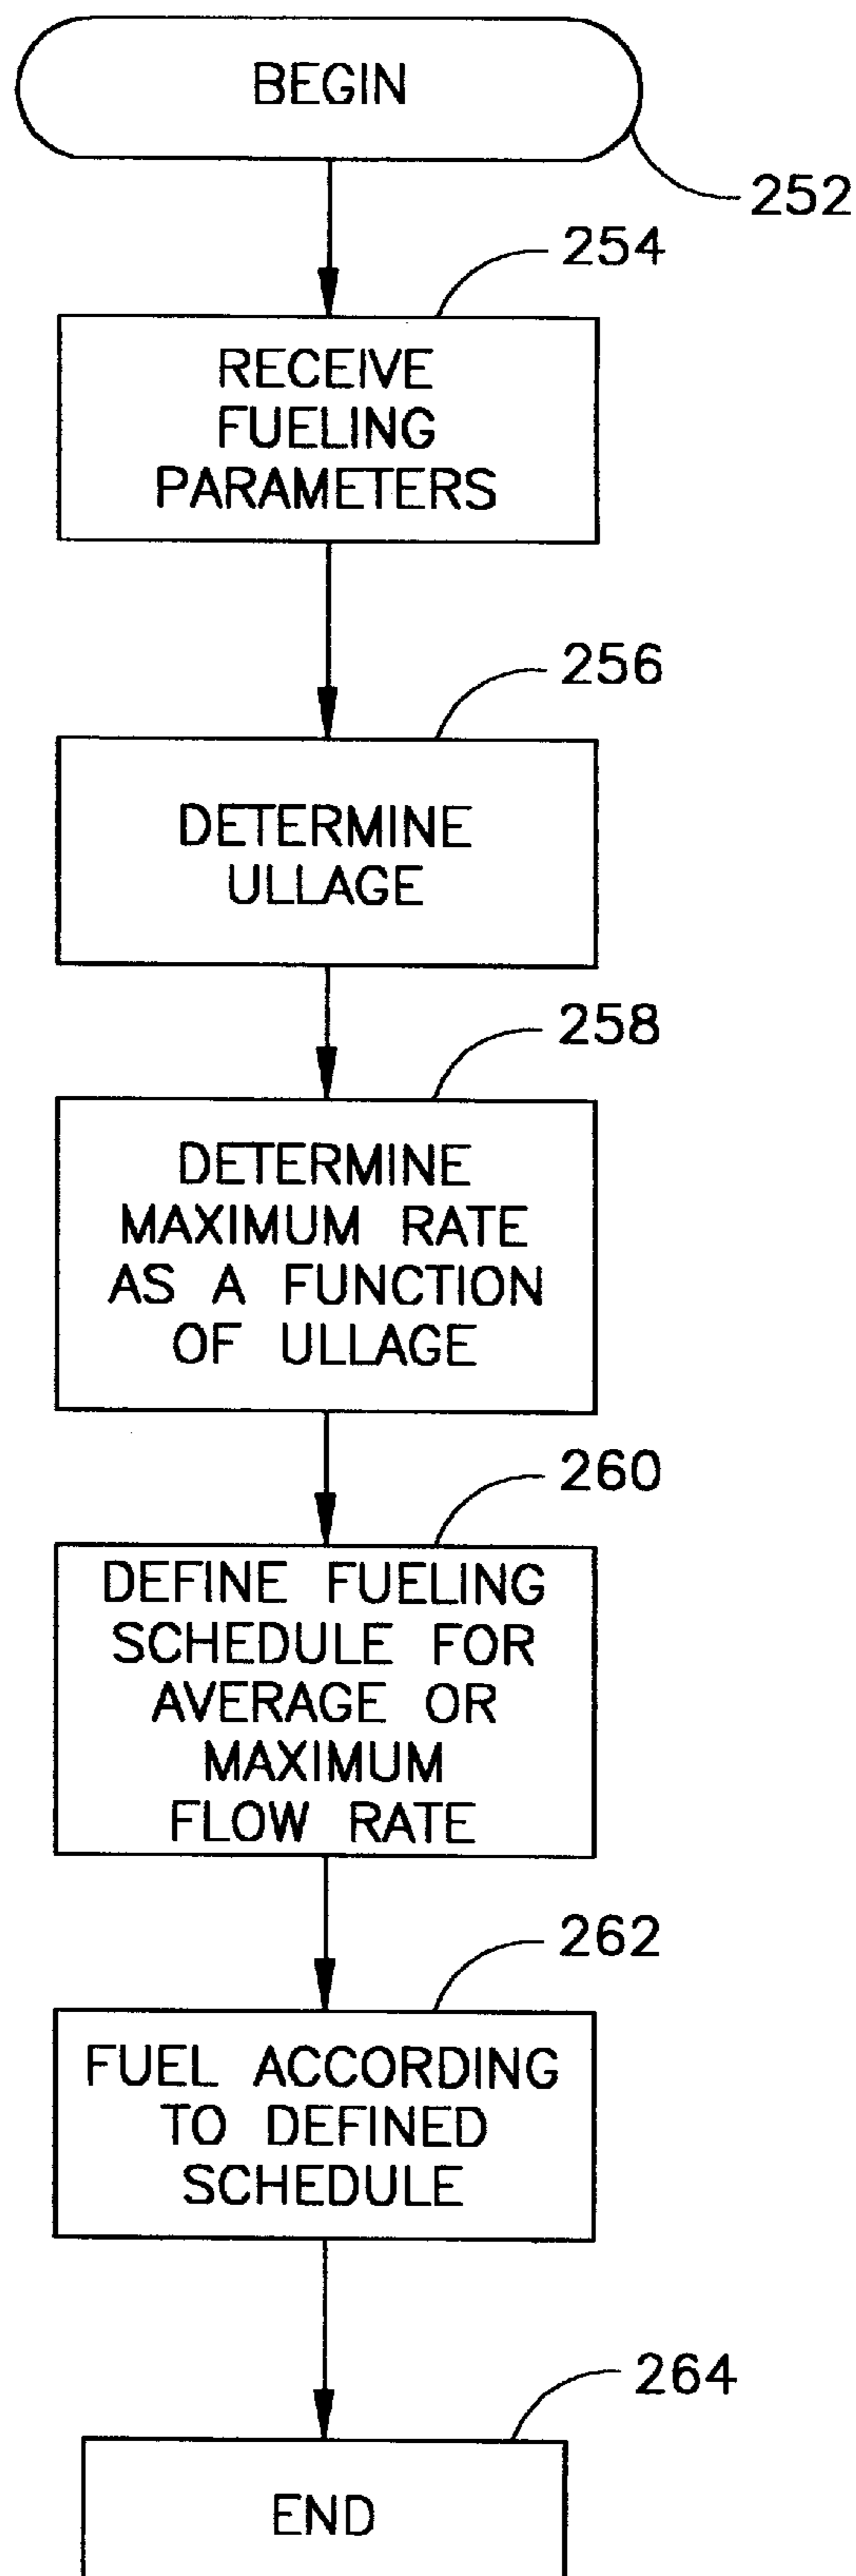 BEGIN
252
254
RECEIVE
FUELING
PARAMETERS
256
DETERMINE
ULLAGE
258
DETERMINE
MAXIMUM RATE
AS A FUNCTION
OF ULLAGE
260
DEFINE FUELING
SCHEDULE FOR
AVERAGE OR
MAXIMUM
FLOW RATE
262
FUEL ACCORDING
TO DEFINED
SCHEDULE
264
END